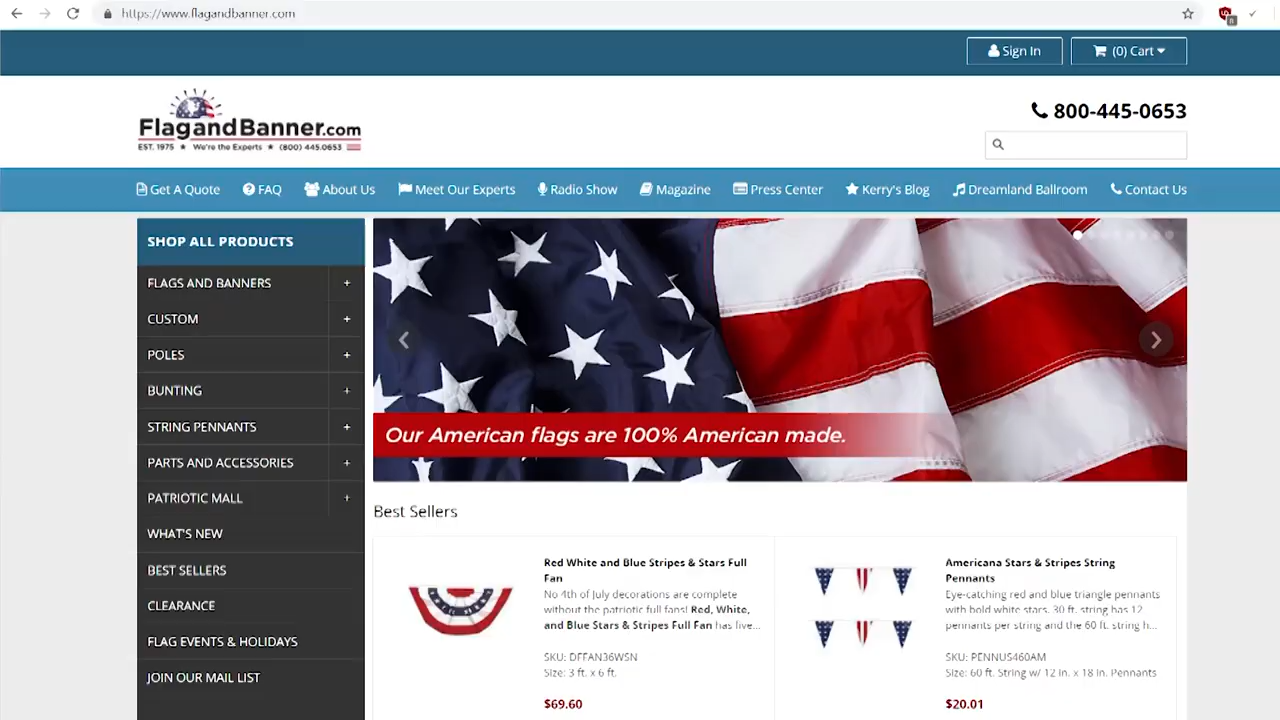 https://www.flagandbanner.com
Sign In
(0) Cart
FlagandBanner.com
EST. 1975 ★ We're the Experts ★ (800) 445.0653
800-445-0653
Get A Quote
FAQ
About Us
Meet Our Experts
Radio Show
Magazine
Press Center
Kerry's Blog
Dreamland Ballroom
Contact Us
SHOP ALL PRODUCTS
FLAGS AND BANNERS +
CUSTOM +
POLES +
BUNTING +
STRING PENNANTS +
PARTS AND ACCESSORIES +
PATRIOTIC MALL +
WHAT'S NEW
BEST SELLERS
CLEARANCE
FLAG EVENTS & HOLIDAYS
JOIN OUR MAIL LIST
Our American flags are 100% American made.
Best Sellers
Red White and Blue Stripes & Stars Full
Fan
No 4th of July decorations are complete
without the patriotic full fans! Red, White,
and Blue Stars & Stripes Full Fan has live...
SKU: DFFAN36WSN
Size: 3 ft. x 6 ft.
$69.60
Americana Stars & Stripes String
Pennants
Eye-catching red and blue triangle pennants
with bold white stars. 30 ft. string has 12
pennants per string and the 60 ft. string h...
SKU: PENNUS460AM
Size: 60 ft. String w/ 12 in. x 18 in. Pennants
$20.01